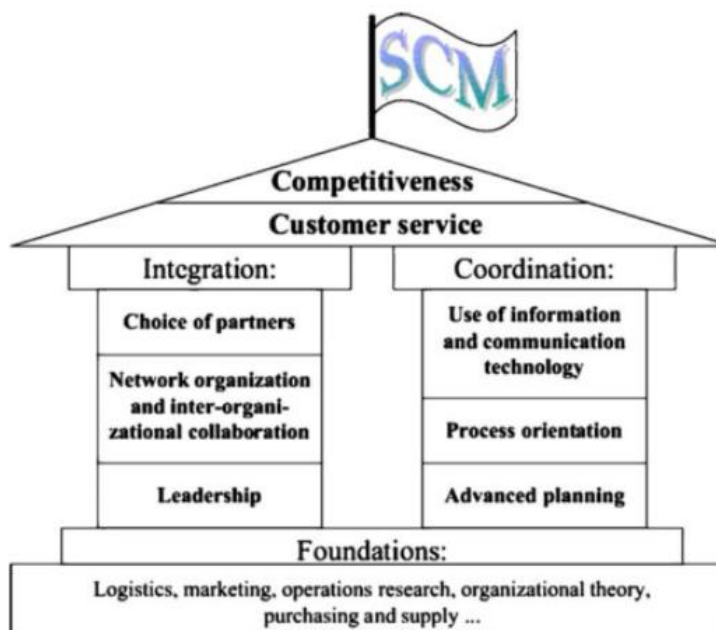 SCM
Competitiveness
Customer service
Integration:
Choice of partners
Network organization
and inter-organi-
zational collaboration
Leadership
Coordination:
Use of information
and communication
technology
Process orientation
Advanced planning
Foundations:
Logistics, marketing, operations research, organizational theory,
purchasing and supply ...